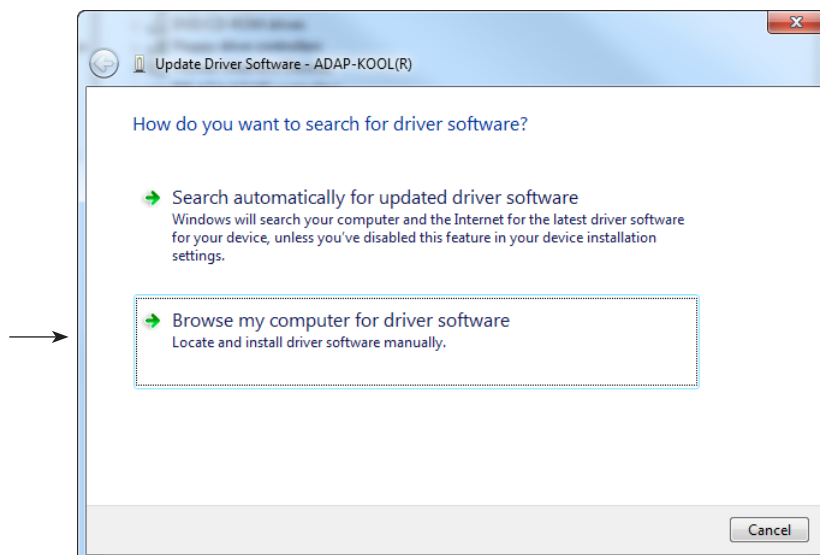 Update Driver Software - ADAP-KOOL(R)
How do you want to search for driver software?
Search automatically for updated driver software
Windows will search your computer and the Internet for the latest driver software
for your device, unless you've disabled this feature in your device installation
settings.
Browse my computer for driver software
Locate and install driver software manually.
Cancel